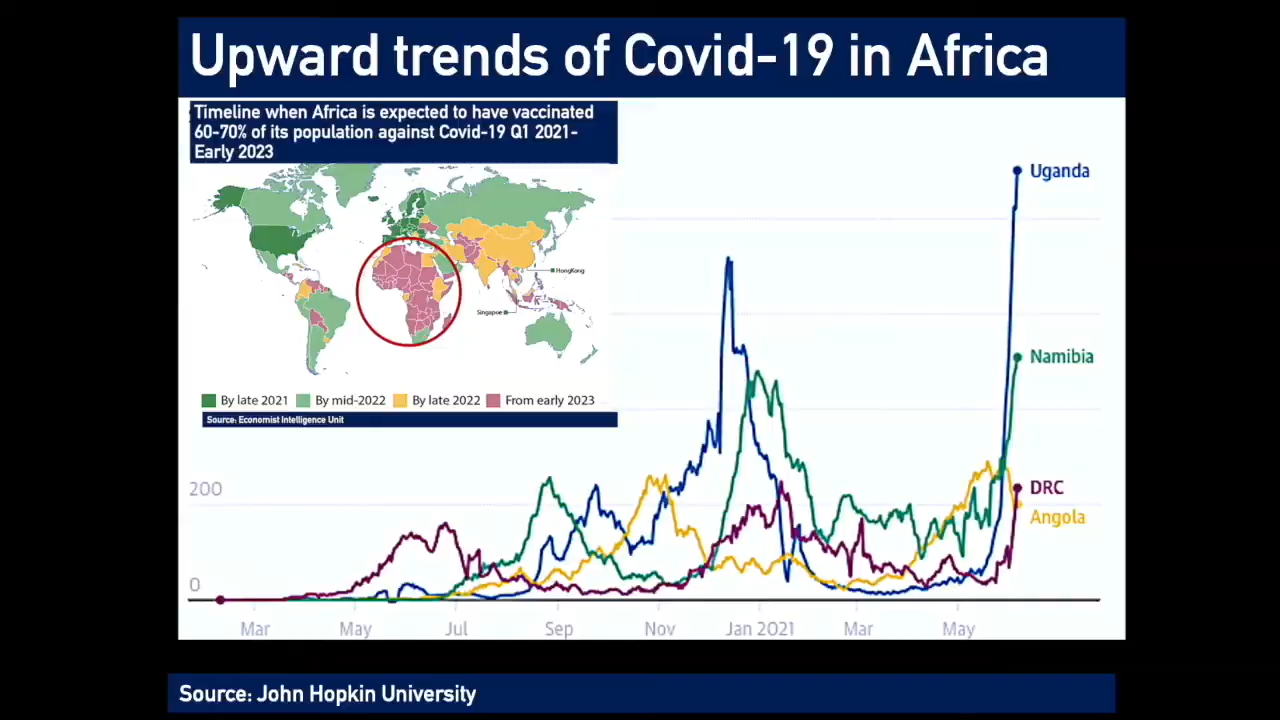 Upward trends of Covid-19 in Africa
Timeline when Africa is expected to have vaccinated
60-70% of its population against Covid-19 Q1 2021-
Early 2023
HongKong
Singapoe
By late 2021
By mid-2022
By late 2022
From early 2023
Source: Economist Intelligence Unit
Uganda
Namibia
DRC
Angola
200
0
Mar
May
Jul
Sep
Nov
Jan 2021
Mar
May
Source: John Hopkin University